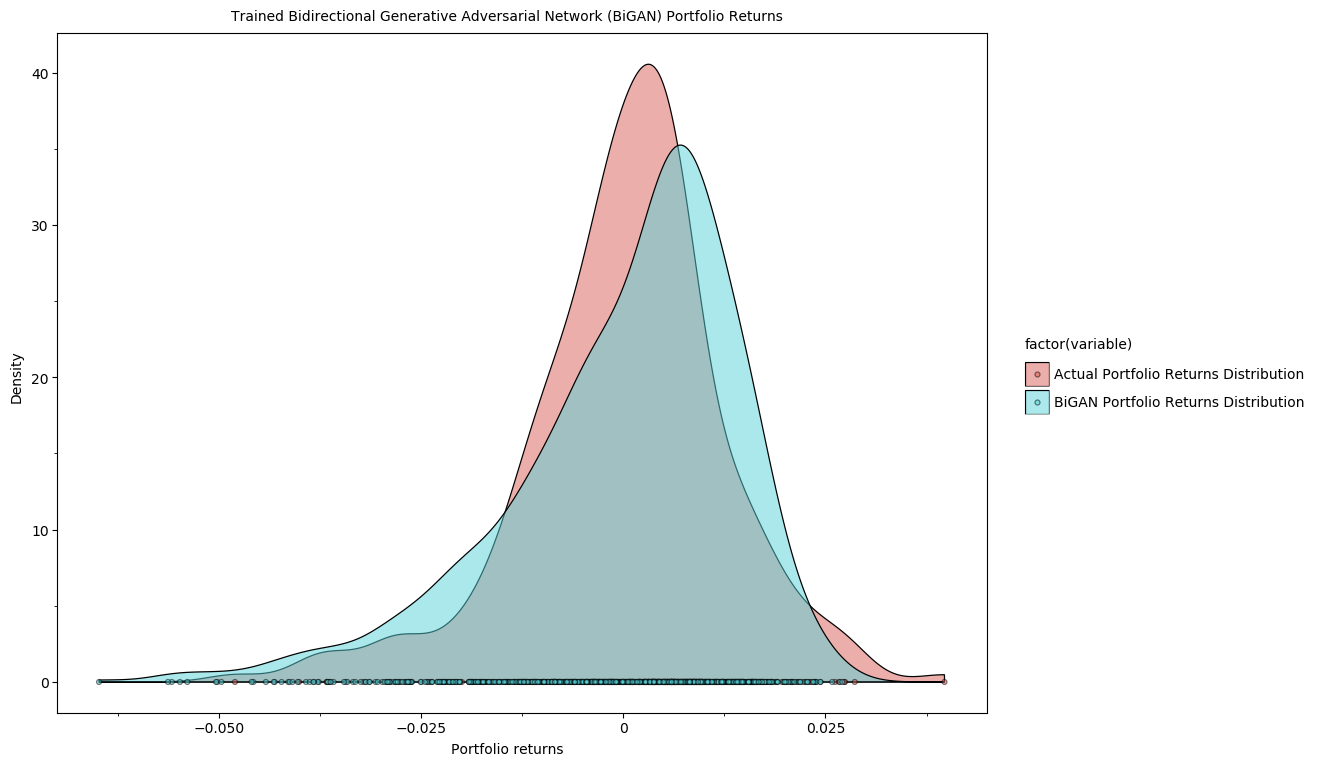 Trained Bidirectional Generative Adversarial Network (BiGAN) Portfolio Returns
40
30
20
10
0
Density
−0.050
−0.025
0
0.025
Portfolio returns
factor(variable)
Actual Portfolio Returns Distribution
BiGAN Portfolio Returns Distribution